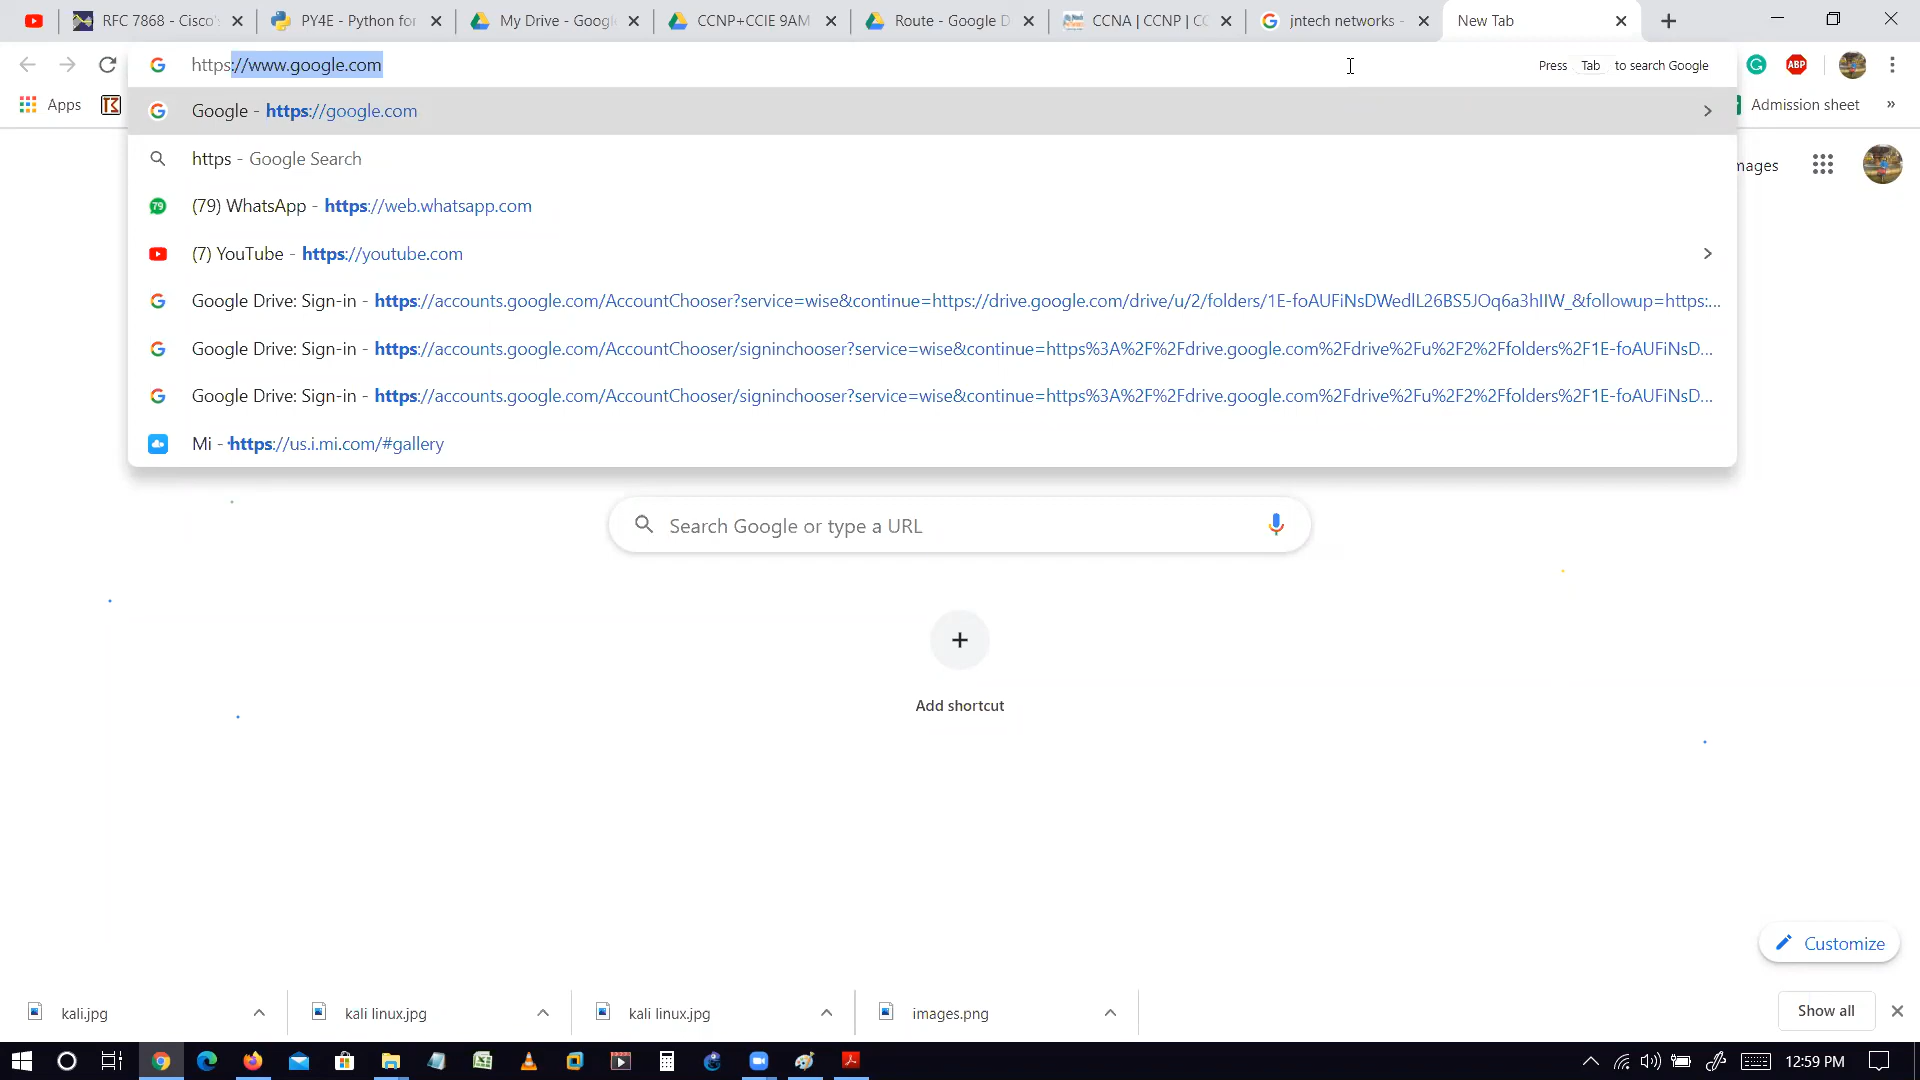 RFC 7868 - Cisco's
PY4E - Python for
My Drive - Google
CCNP+CCIE 9AM
Route - Google D
CCNA | CCNP | CC
jntech networks -
New Tab
https://www.google.com
Press Tab to search Google
ABP
Apps
Admission sheet
»
Google - https://google.com
https - Google Search
mages
79
(79) WhatsApp - https://web.whatsapp.com
(7) YouTube - https://youtube.com
Google Drive: Sign-in - https://accounts.google.com/AccountChooser?service=wise&continue=https://drive.google.com/drive/u/2/folders/1E-foAUFiNsDWedlL26BS5JOq6a3hIIW_&followup=https:...
Google Drive: Sign-in - https://accounts.google.com/AccountChooser/signinchooser?service=wise&continue=https%3A%2F%2Fdrive.google.com%2Fdrive%2Fu%2F2%2Ffolders%2F1E-foAUFiNsD...
Google Drive: Sign-in - https://accounts.google.com/AccountChooser/signinchooser?service=wise&continue=https%3A%2F%2Fdrive.google.com%2Fdrive%2Fu%2F2%2Ffolders%2F1E-foAUFiNsD...
Mi - https://us.i.mi.com/#gallery
Search Google or type a URL
Add shortcut
Customize
kali.jpg
kali linux.jpg
kali linux.jpg
images.png
Show all
12:59 PM